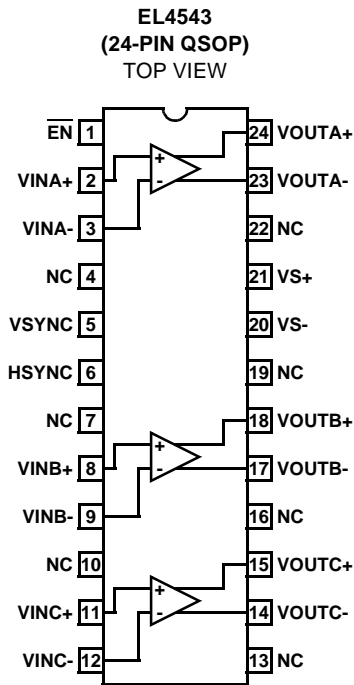 EL4543
(24-PIN QSOP)
TOP VIEW
EN 1
24 VOUTA+
VINA+ 2
+
-
23 VOUTA-
VINA- 3
22 NC
NC 4
21 VS+
VSYNC 5
20 VS-
HSYNC 6
19 NC
NC 7
18 VOUTB+
VINB+ 8
+
-
17 VOUTB-
VINB- 9
16 NC
NC 10
15 VOUTC+
VINC+ 11
+
-
14 VOUTC-
VINC- 12
13 NC